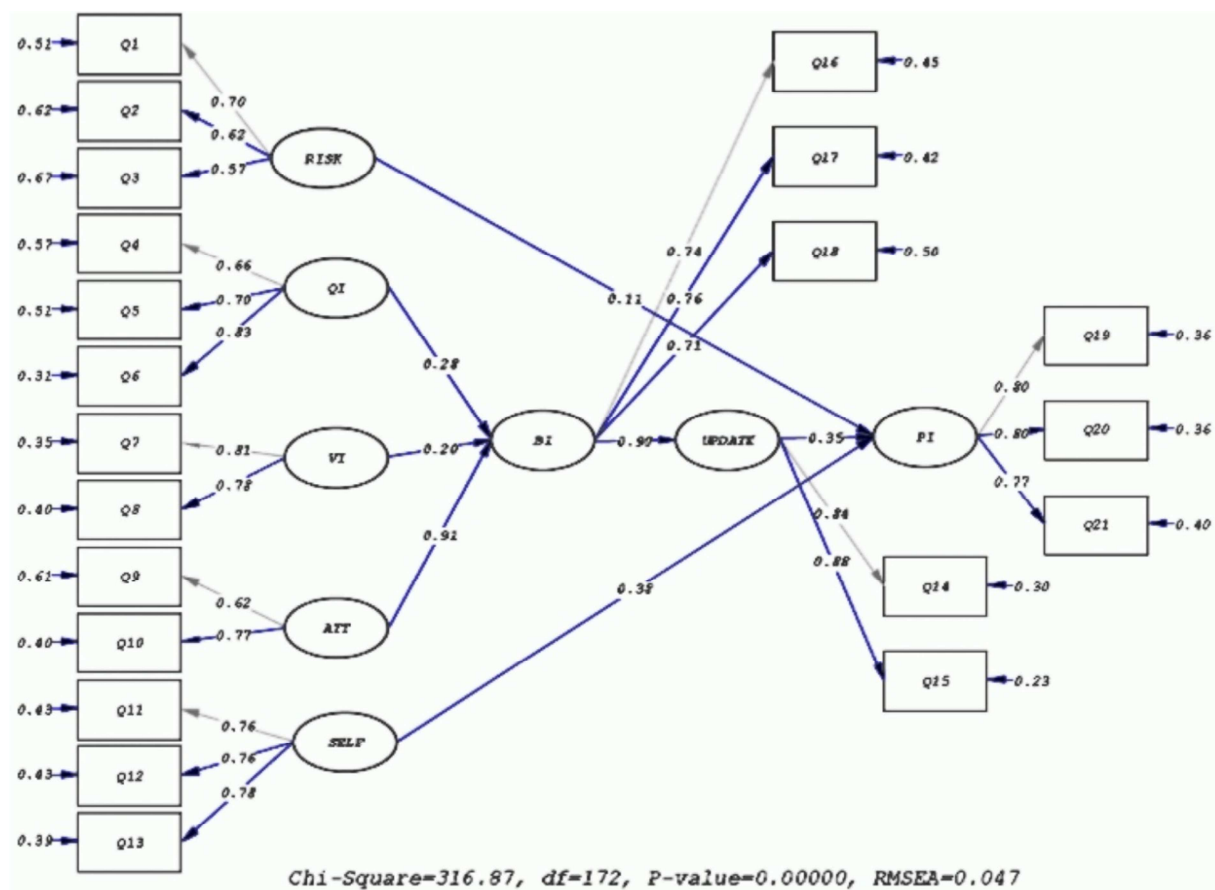 0.51 Q1
0.62 Q2
0.67 Q3
0.57 Q4
0.51 Q5
0.31 Q6
0.35 Q7
0.40 Q8
0.61 Q9
0.40 Q10
0.43 Q11
0.43 Q12
0.39 Q13
0.70
0.62
0.57
0.66
0.70
0.83
0.81
0.78
0.62
0.77
0.76
0.76
0.78
RISK
QI
VI
ATT
SELF
0.11
0.28
0.20
0.91
0.38
BI
0.90
UPDATE
0.35
PI
0.74
0.76
0.71
Q16 0.45
Q17 0.42
Q18 0.50
0.84
0.88
Q14 0.30
Q15 0.23
0.80
0.80
0.77
Q19 0.36
Q20 0.36
Q21 0.40
Chi-Square=316.87, df=172, P-value=0.00000, RMSEA=0.047